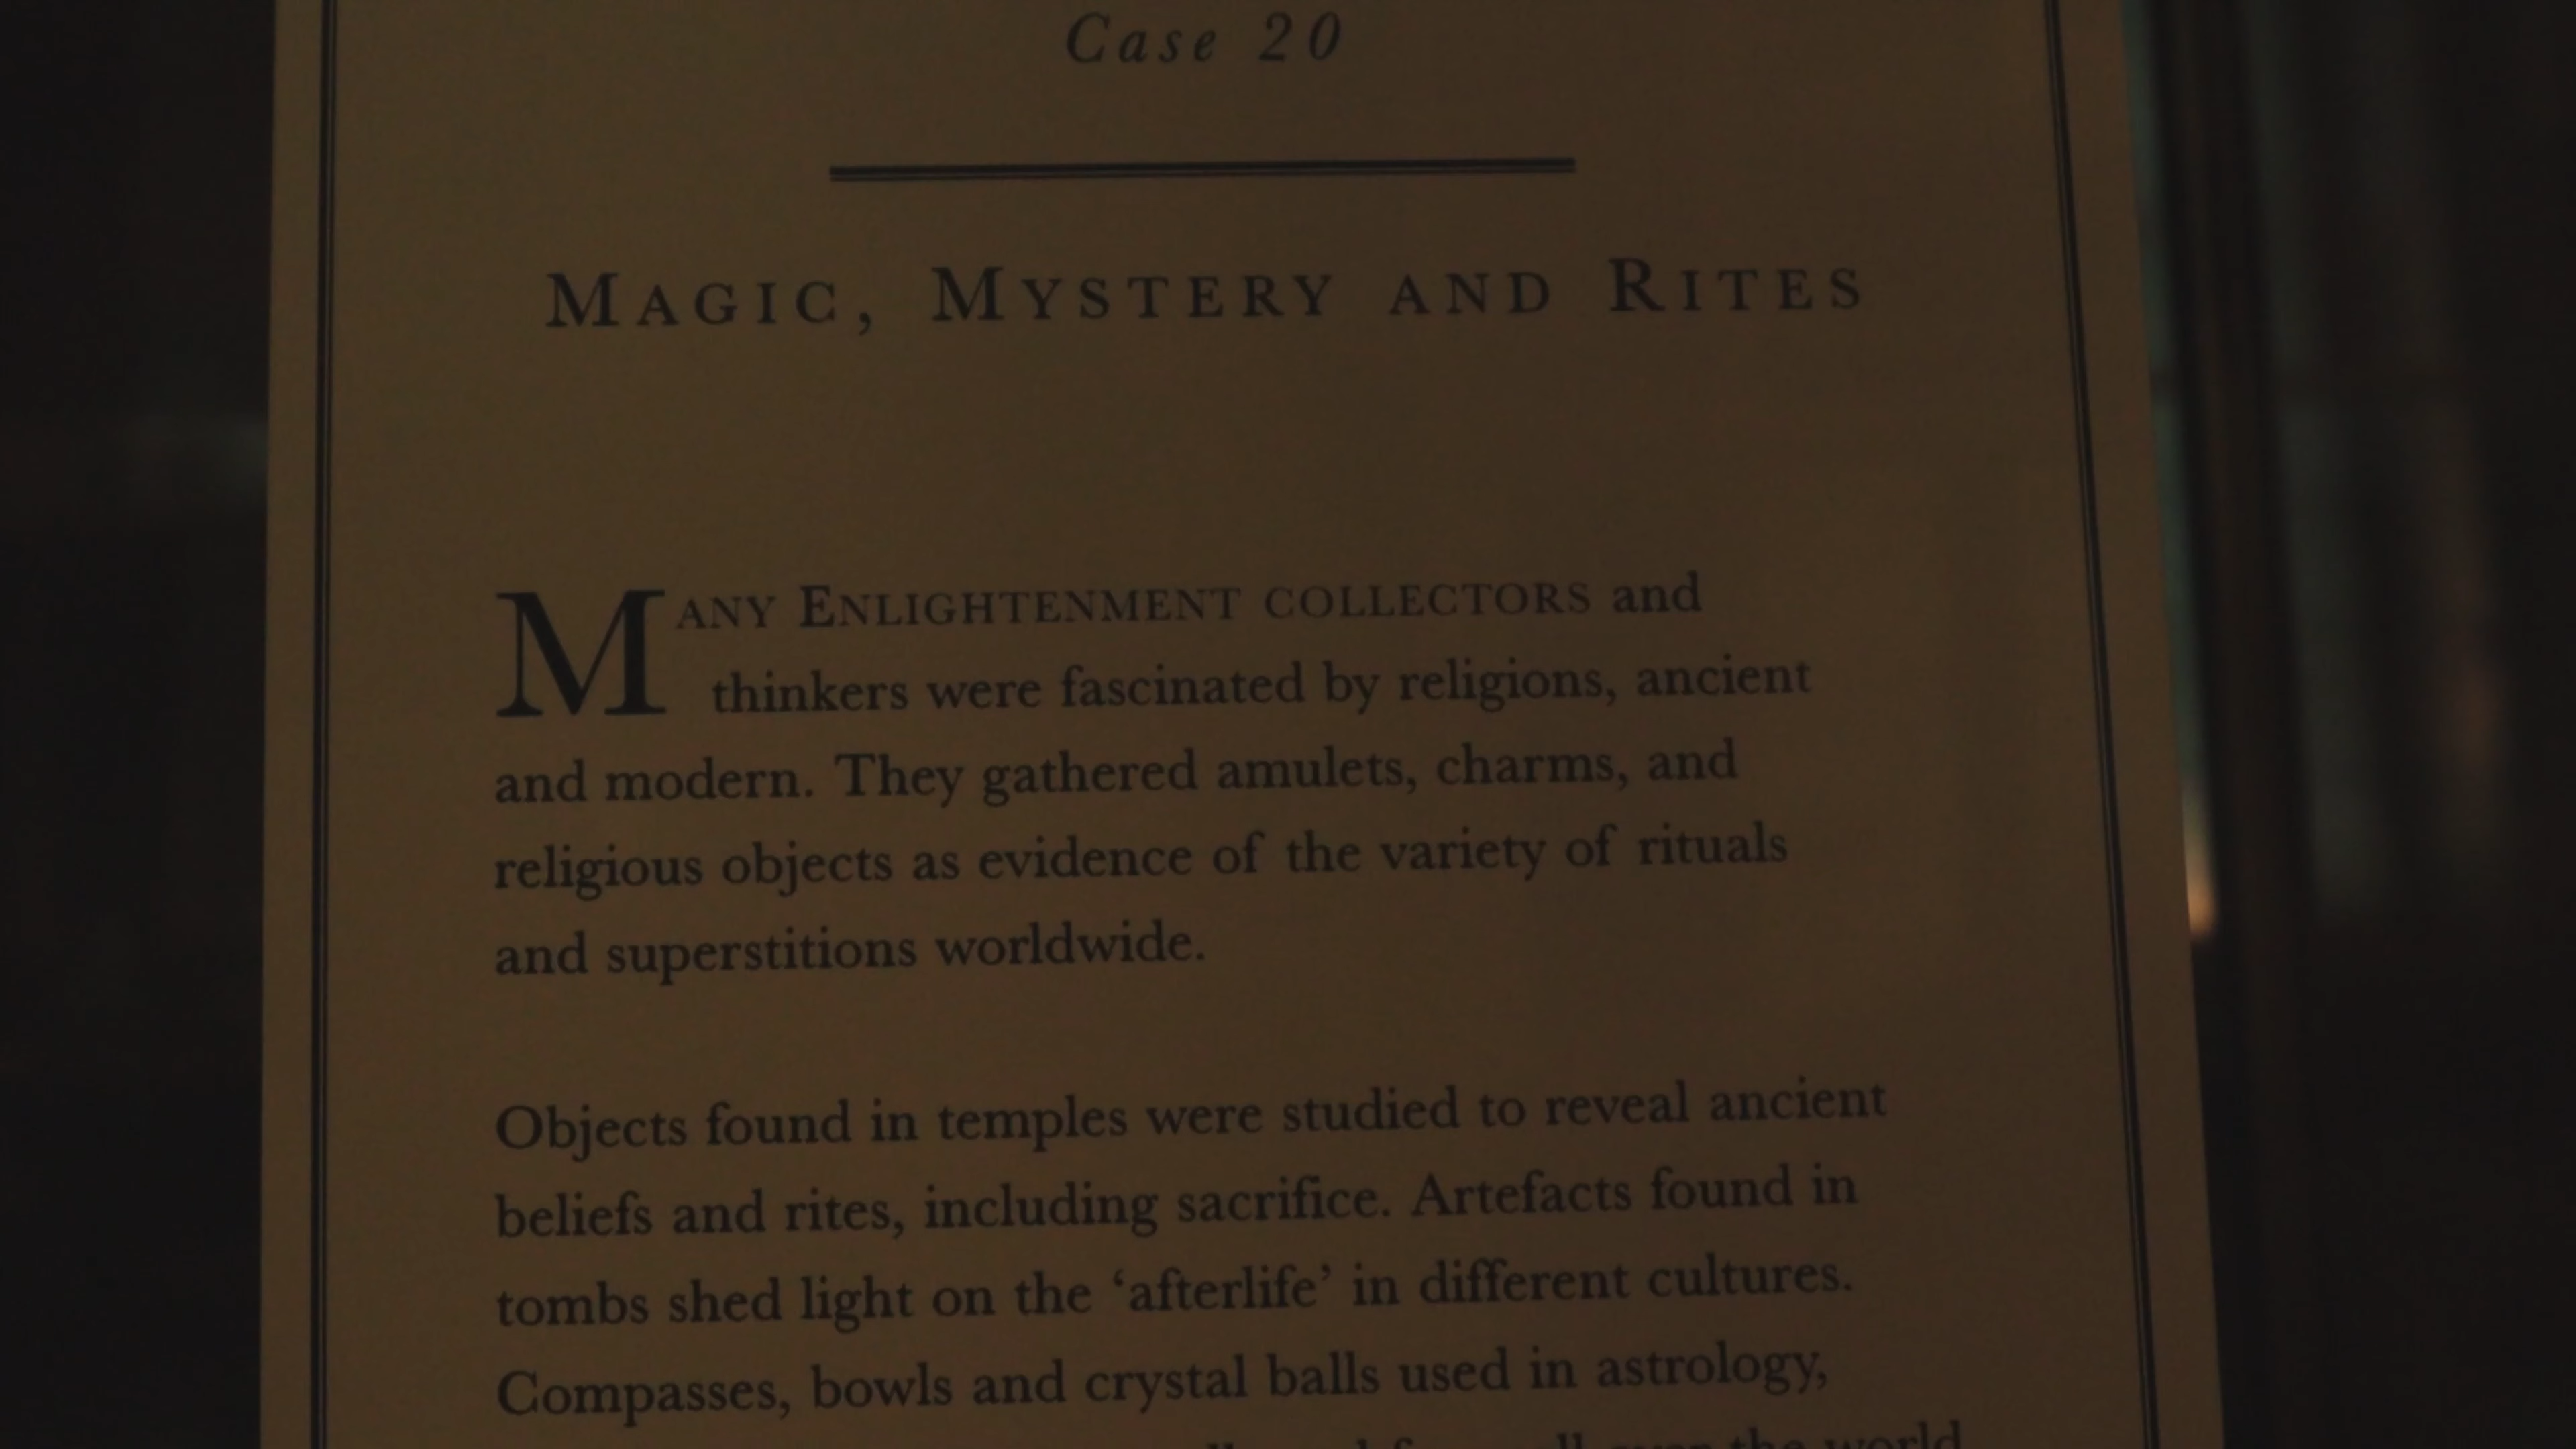 Case 20
MAGIC, MYSTERY AND RITES
MANY ENLIGHTENMENT COLLECTORS and
thinkers were fascinated by religions, ancient
and modern. They gathered amulets, charms, and
religious objects as evidence of the variety of rituals
and superstitions worldwide.
Objects found in temples were studied to reveal ancient
beliefs and rites, including sacrifice. Artefacts found in
tombs shed light on the ‘afterlife’ in different cultures.
Compasses, bowls and crystal balls used in astrology,
the world